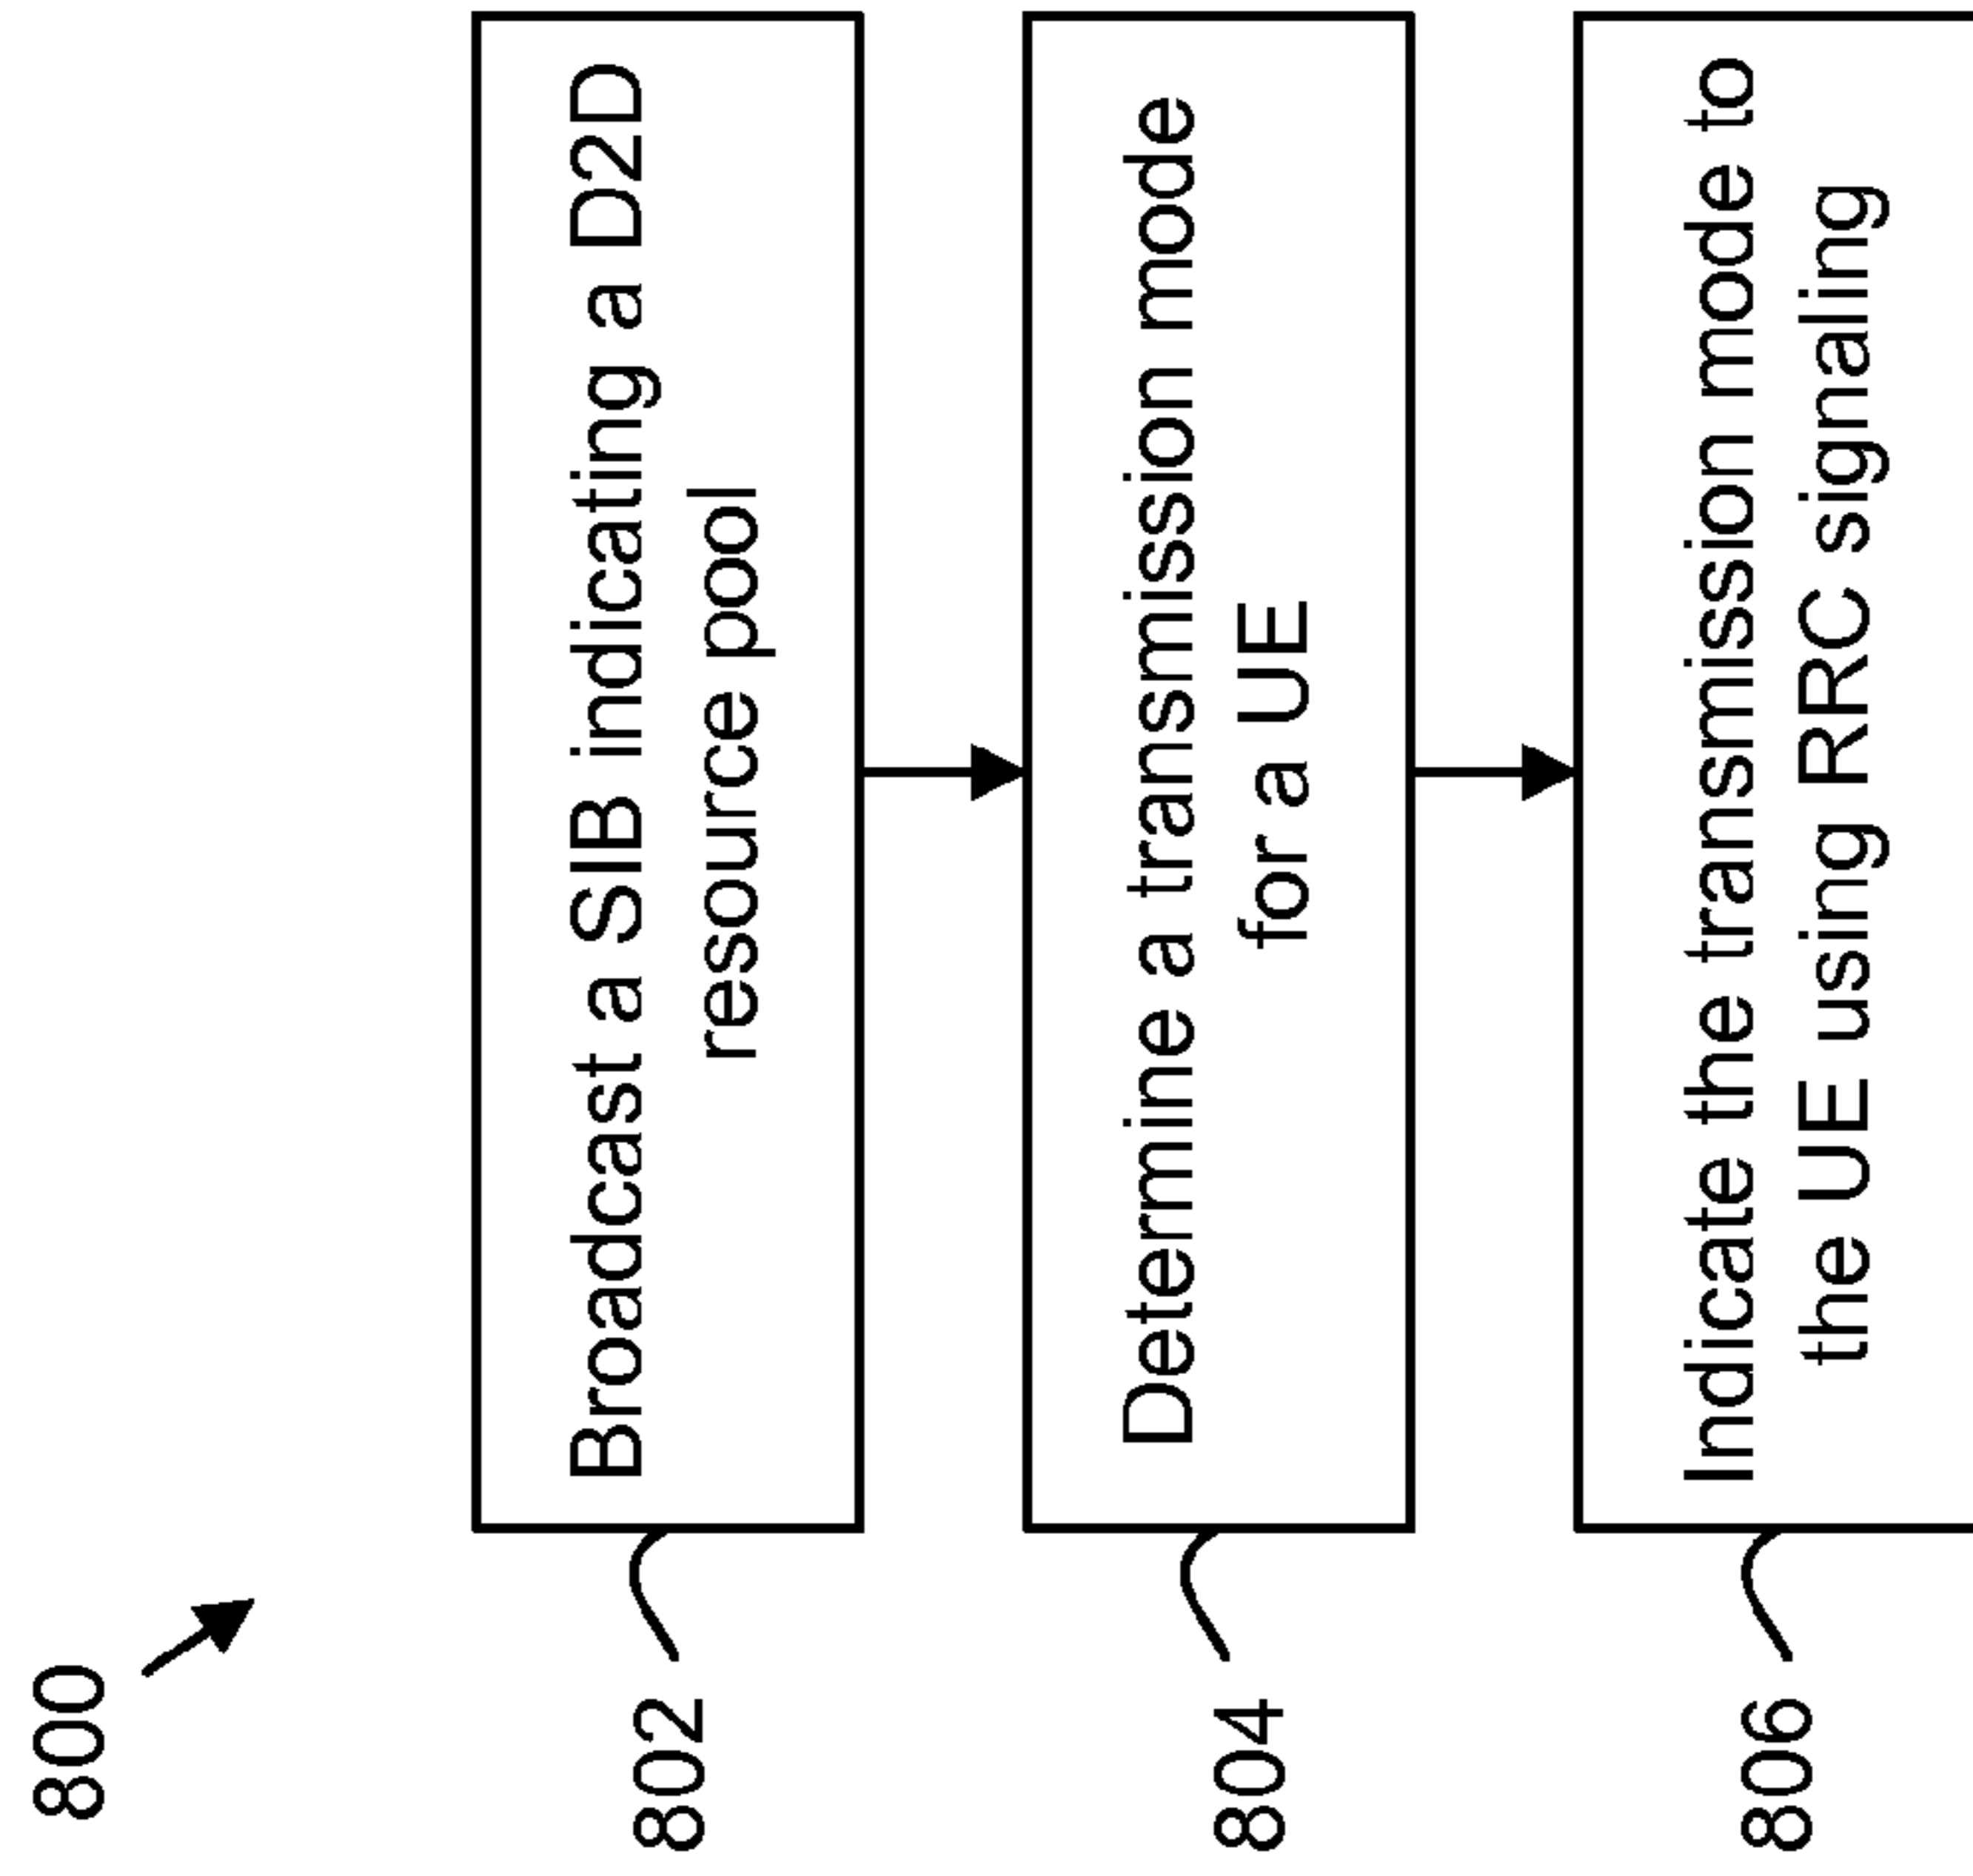 800
802
Broadcast a SIB indicating a D2D
resource pool
804
Determine a transmission mode
for a UE
806
Indicate the transmission mode to
the UE using RRC signaling